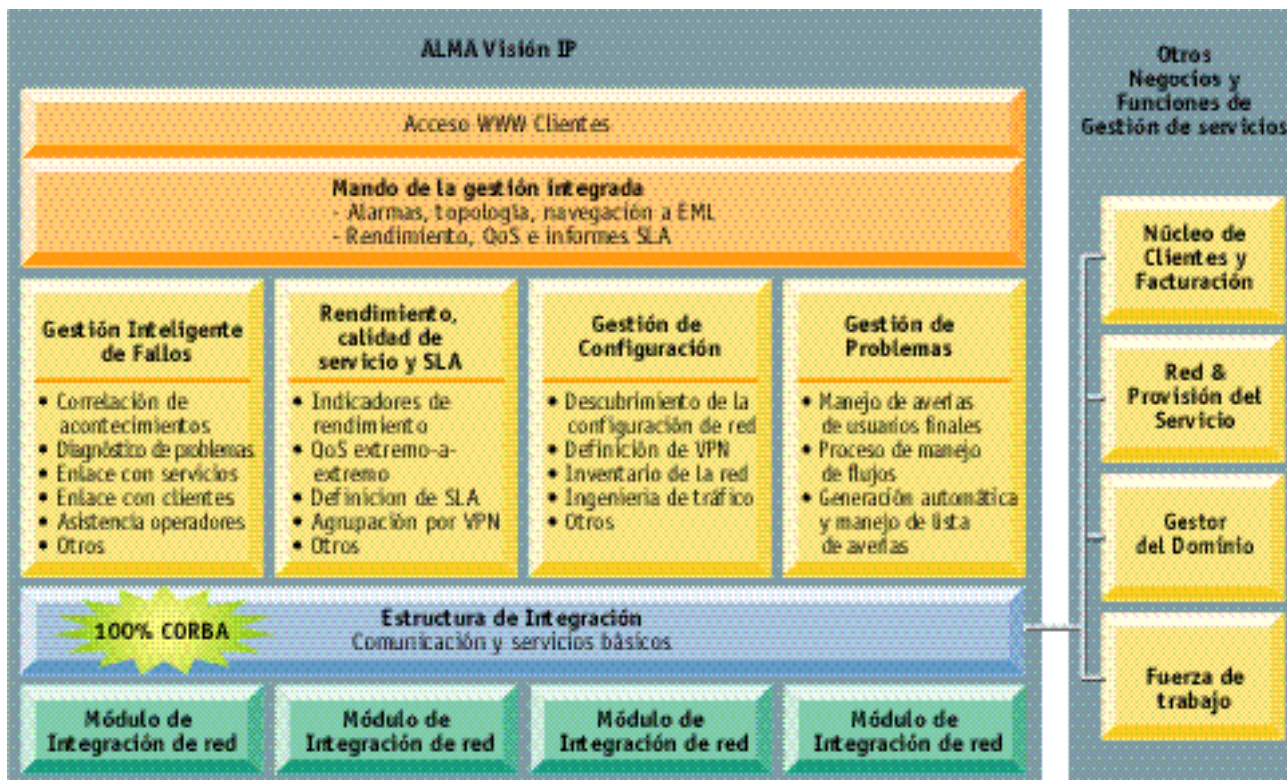 ALMA Visión IP
Acceso WWW Clientes
Mando de la gestión integrada
- Alarmas, topología, navegación a EML
- Rendimiento, QoS e informes SLA
Gestión Inteligente
de Fallos
• Correlación de
acontecimientos
• Diagnóstico de problemas
• Enlace con servicios
• Enlace con clientes
• Asistencia operadores
• Otros
Rendimiento,
calidad de
servicio y SLA
• Indicadores de
rendimiento
• QoS extremo-a-
extremo
• Definicion de SLA
• Agrupación por VPN
• Otros
Gestión de
Configuración
• Descubrimiento de la
configuración de red
• Definición de VPN
• Inventario de la red
• Ingenieria de tráfico
• Otros
Gestión de
Problemas
• Manejo de averías
de usuarios finales
• Proceso de manejo
de flujos
• Generación automática
y manejo de lista
de averías
100% CORBA
Estructura de Integración
Comunicación y servicios básicos
Módulo de
Integración de red
Módulo de
Integración de red
Módulo de
Integración de red
Módulo de
Integración de red
Otros
Negocios y
Funciones de
Gestión de servicios
Núcleo de
Clientes y
Facturación
Red &
Provisión del
Servicio
Gestor
del Domínio
Fuerza de
trabajo